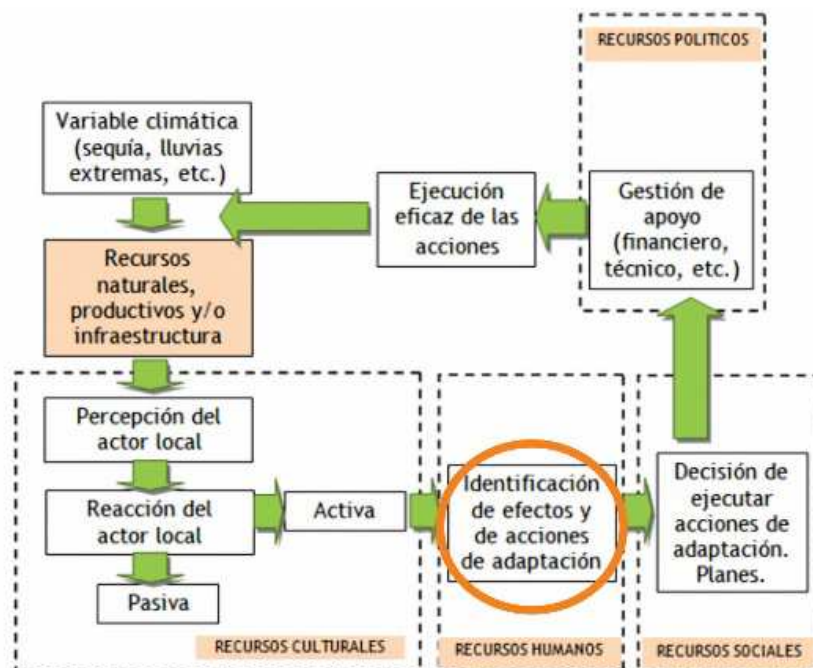 RECURSOS POLITICOS
Variable climática
(sequía, lluvias
extremas, etc.)
Ejecución
eficaz de las
acciones
Gestión de
apoyo
(financiero,
técnico, etc.)
Recursos
naturales,
productivos y/o
infraestructura
Percepción del
actor local
Reacción del
actor local
Activa
Pasiva
Identificación
de efectos y
de acciones
de adaptación
Decisión de
ejecutar
acciones de
adaptación.
Planes.
RECURSOS CULTURALES
RECURSOS HUMANOS
RECURSOS SOCIALES